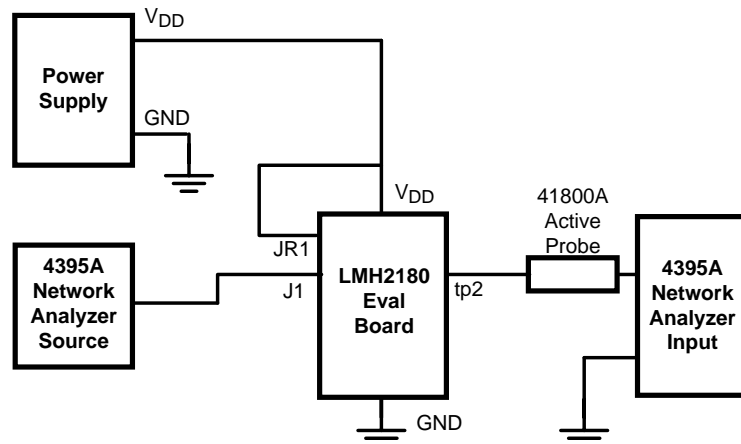 VDD
Power
Supply
GND
VDD
41800A
Active
Probe
JR1
4395A
Network
Analyzer
Source
J1
LMH2180
Eval
Board
tp2
4395A
Network
Analyzer
Input
GND